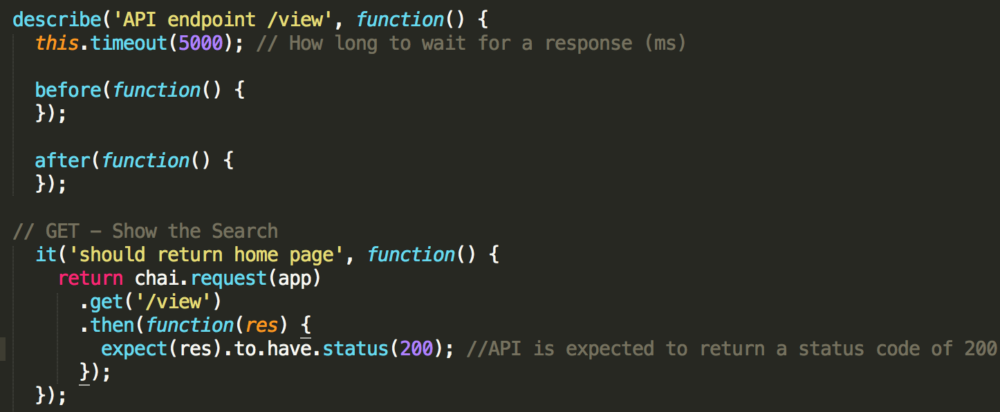 describe('API endpoint /view', function() {
  this.timeout(5000); // How long to wait for a response (ms)
  before(function() {
  });
  after(function() {
  });
// GET - Show the Search
  it('should return home page', function() {
    return chai.request(app)
      .get('/view')
      .then(function(res) {
        expect(res).to.have.status(200); //API is expected to return a status code of 200
      });
  });